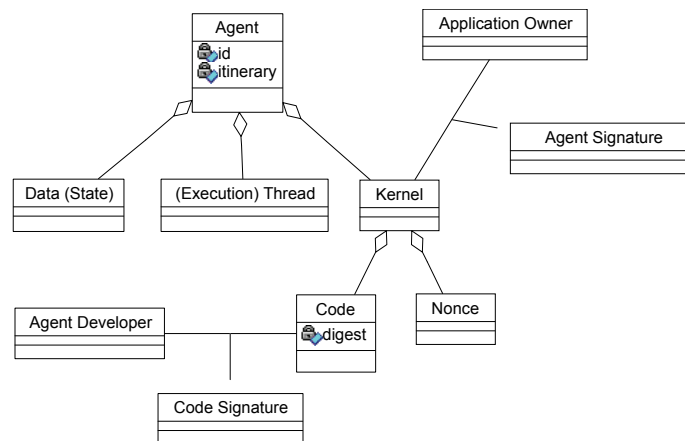 Agent
id
itinerary
Application Owner
Agent Signature
Data (State)
(Execution) Thread
Kernel
Code
digest
Nonce
Agent Developer
Code Signature